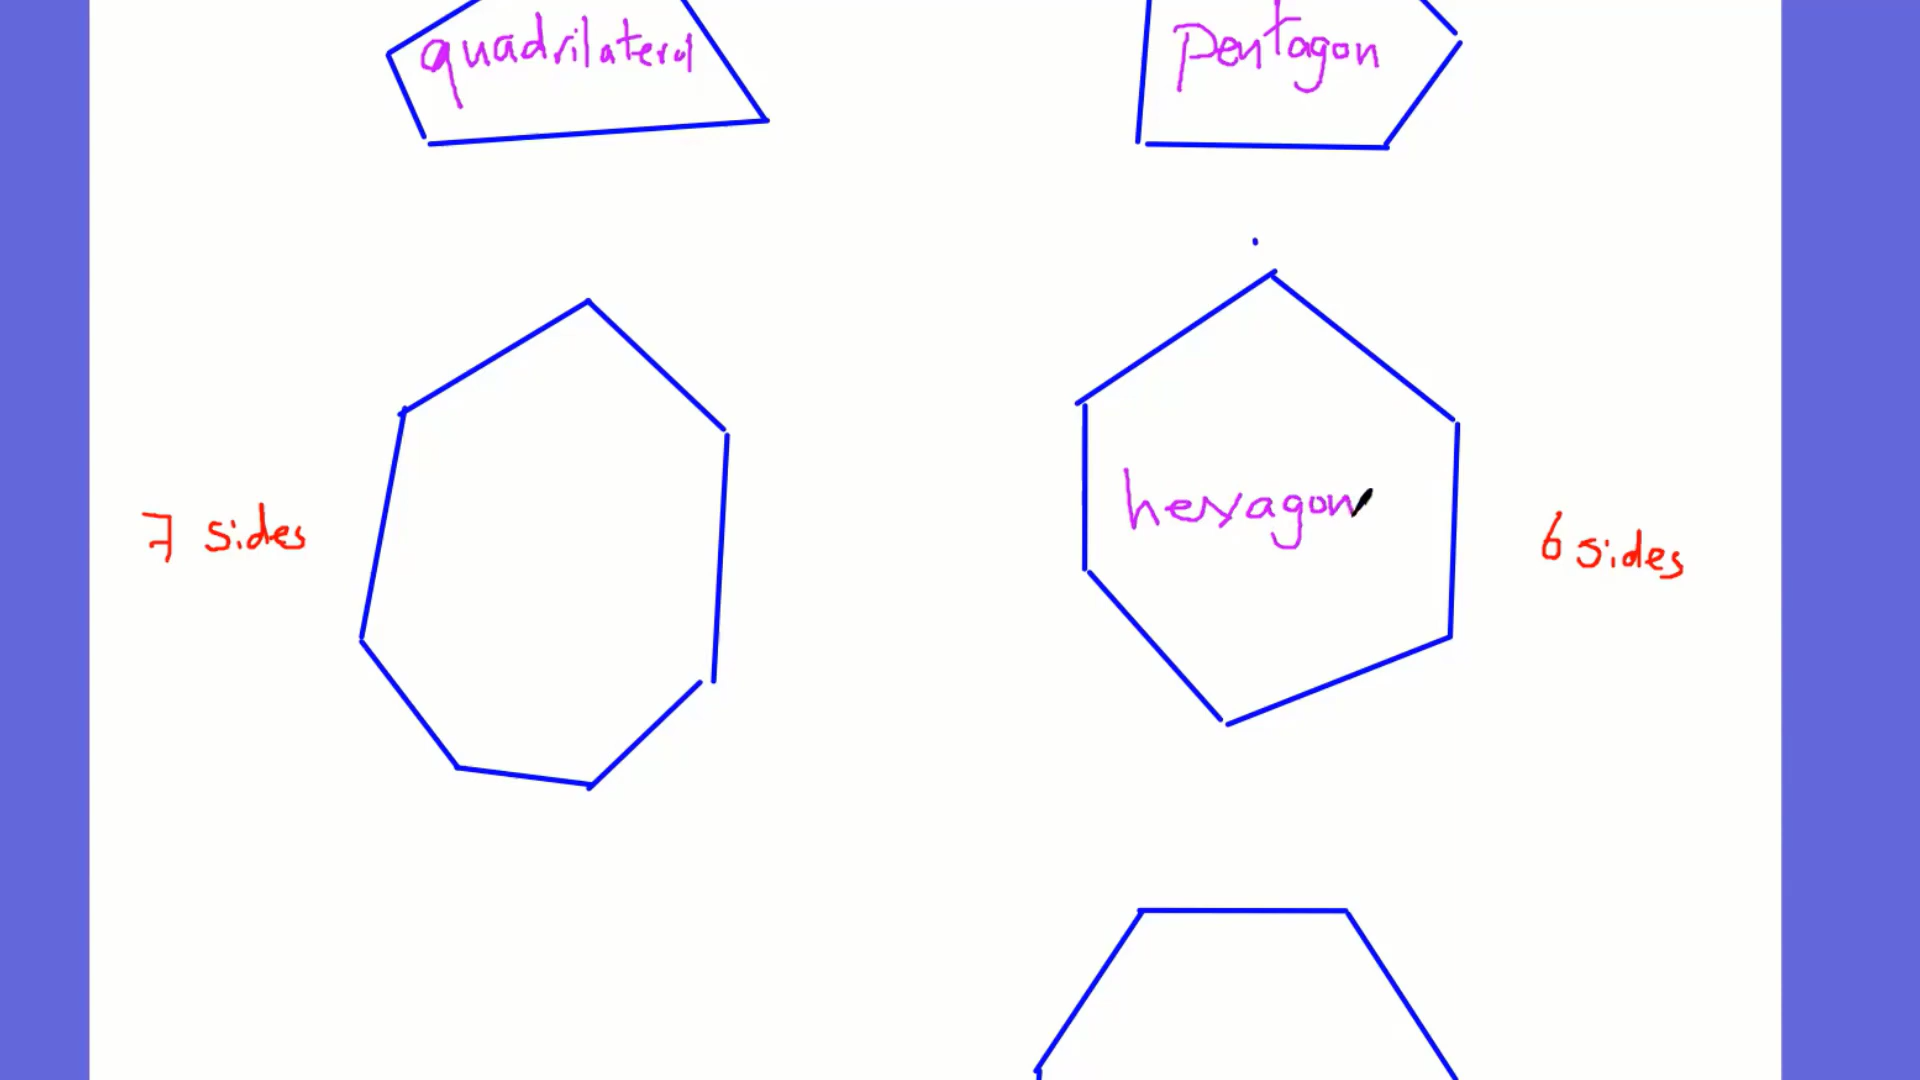 quadrilateral
Pentagon
7 sides
hexagon
6 sides